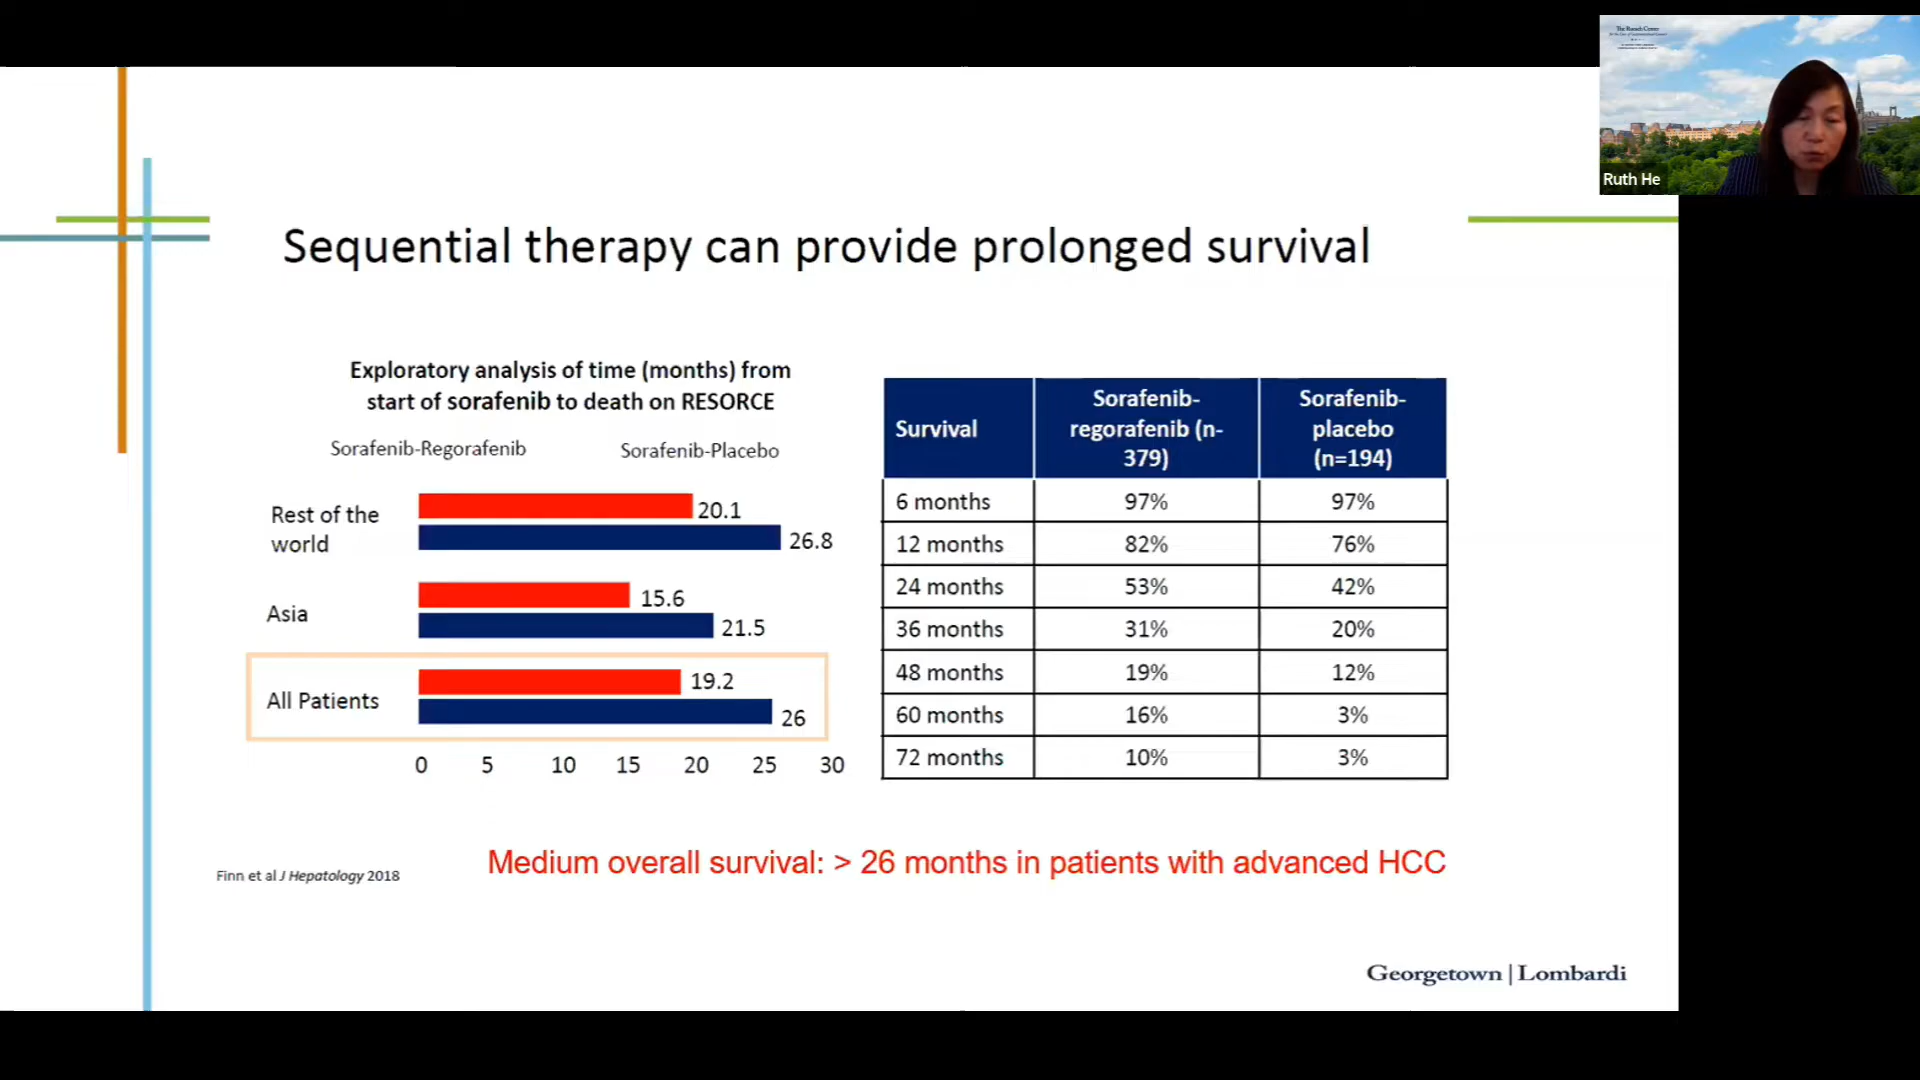 The Ruesch Center
Ruth He
Sequential therapy can provide prolonged survival
Exploratory analysis of time (months) from
start of sorafenib to death on RESORCE
Sorafenib-Regorafenib Sorafenib-Placebo
Rest of the
world
20.1
26.8
Asia
15.6
21.5
All Patients
19.2
26
0 5 10 15 20 25 30
Survival
Sorafenib-
regorafenib (n-
379)
Sorafenib-
placebo
(n=194)
6 months 97% 97%
12 months 82% 76%
24 months 53% 42%
36 months 31% 20%
48 months 19% 12%
60 months 16% 3%
72 months 10% 3%
Medium overall survival: > 26 months in patients with advanced HCC
Finn et al J Hepatology 2018
Georgetown | Lombardi